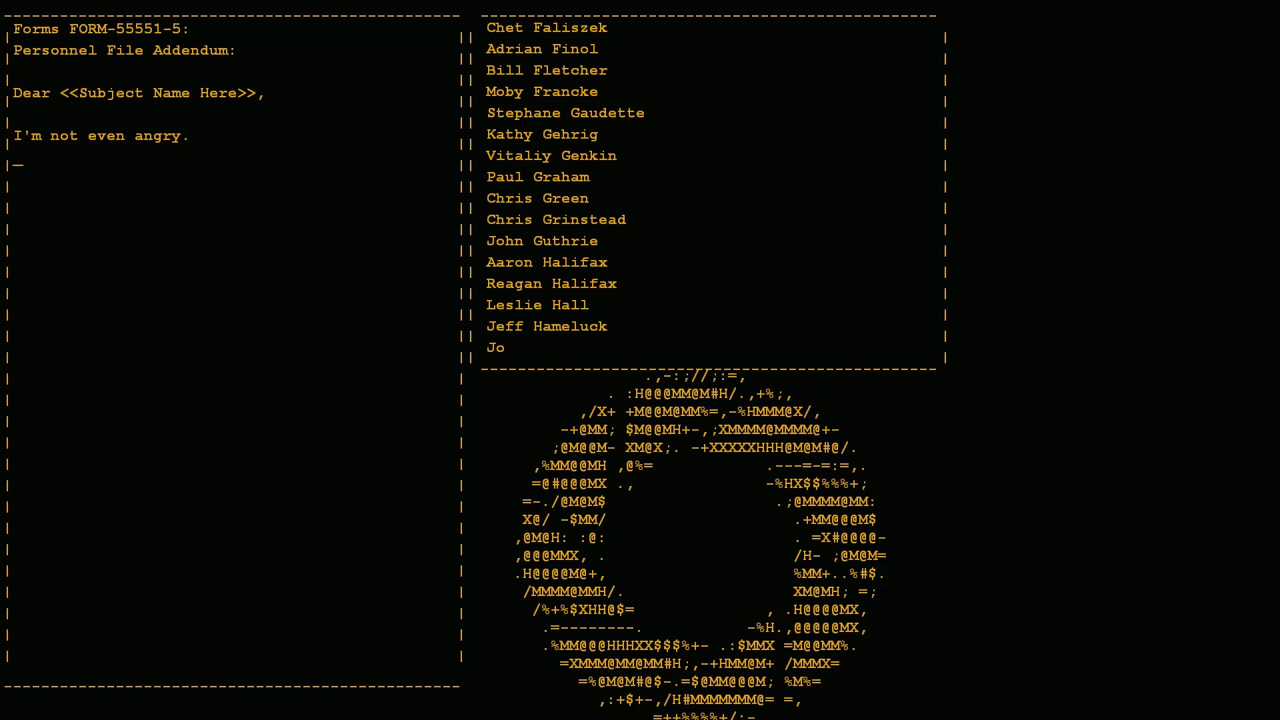 Forms FORM-55551-5:
Personnel File Addendum:
Dear <<Subject Name Here>>,
I'm not even angry.
Chet Faliszek
Adrian Finol
Bill Fletcher
Moby Francke
Stephane Gaudette
Kathy Gehrig
Vitaliy Genkin
Paul Graham
Chris Green
Chris Grinstead
John Guthrie
Aaron Halifax
Reagan Halifax
Leslie Hall
Jeff Hameluck
Jo